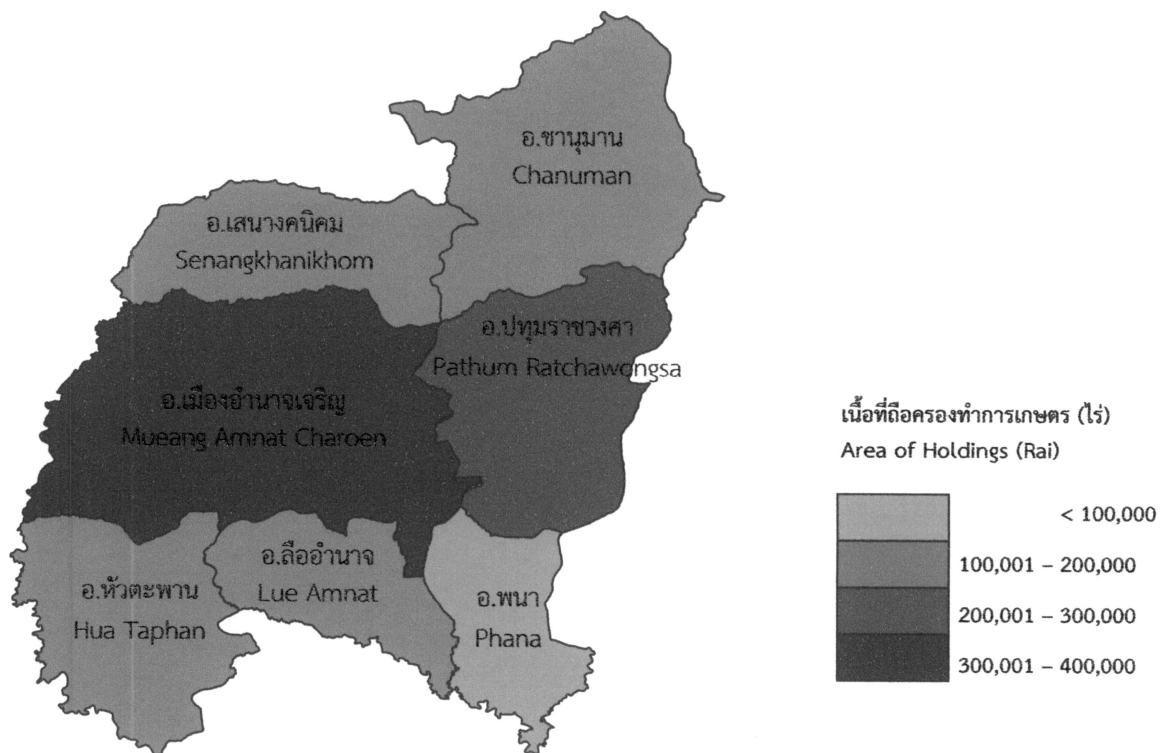 อ.ชานุมาน
Chanuman
อ.เสนางคนิคม
Senangkhanikhom
อ.ปทุมราชวงศา
Pathum Ratchawongsa
อ.เมืองอำนาจเจริญ
Mueang Amnat Charoen
อ.ลืออำนาจ
Lue Amnat
อ.หัวตะพาน
Hua Taphan
อ.พนา
Phana
เนื้อที่ถือครองทำการเกษตร (ไร่)
Area of Holdings (Rai)
< 100,000
100,001 – 200,000
200,001 – 300,000
300,001 – 400,000